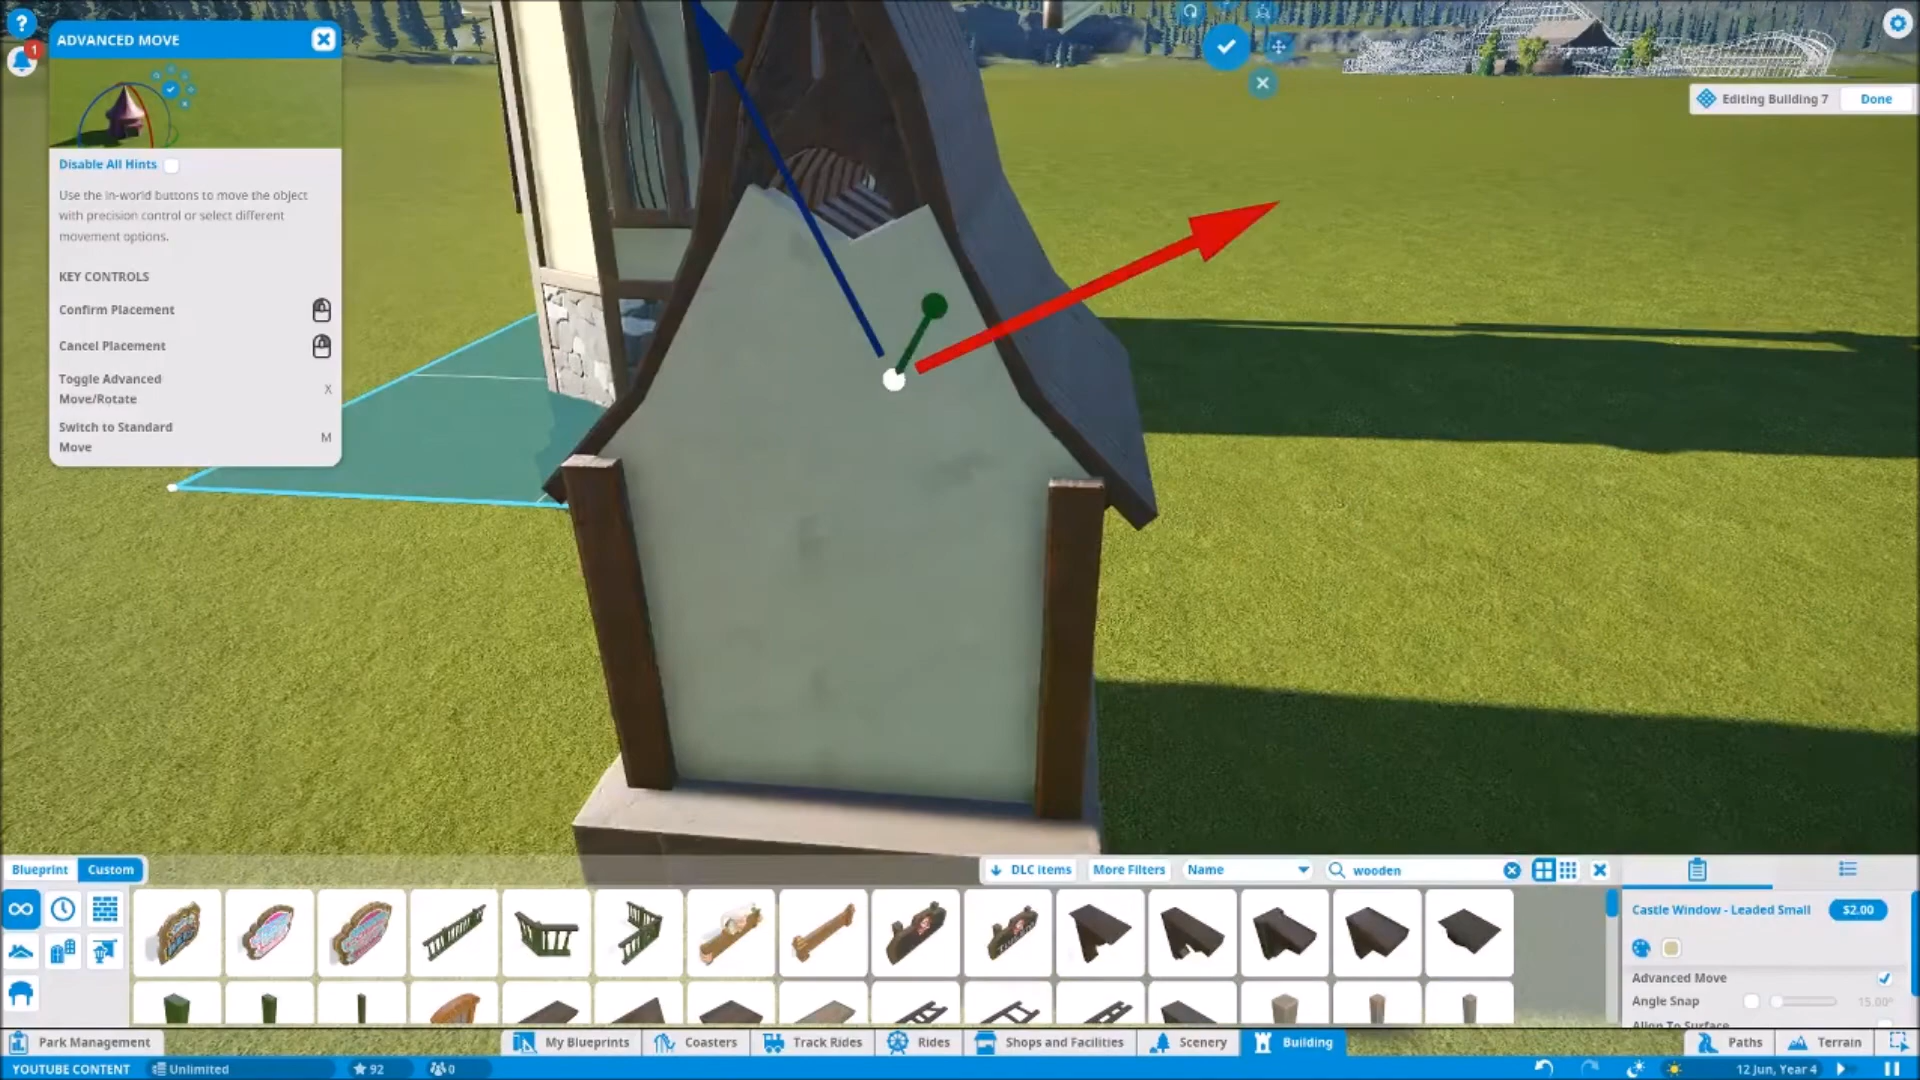 ?
1
ADVANCED MOVE
Disable All Hints
Use the in-world buttons to move the object
with precision control or select different
movement options.
KEY CONTROLS
Confirm Placement
Cancel Placement
Toggle Advanced
Move/Rotate
X
Switch to Standard
Move
M
Editing Building 7
Done
Blueprint
Custom
DLC items
More Filters
Name
wooden
Castle Window - Leaded Small
$2.00
Advanced Move
Angle Snap
15.00°
Align To Surface
Park Management
My Blueprints
Coasters
Track Rides
Rides
Shops and Facilities
Scenery
Building
Paths
Terrain
YOUTUBE CONTENT
Unlimited
92
0
12 Jun, Year 4